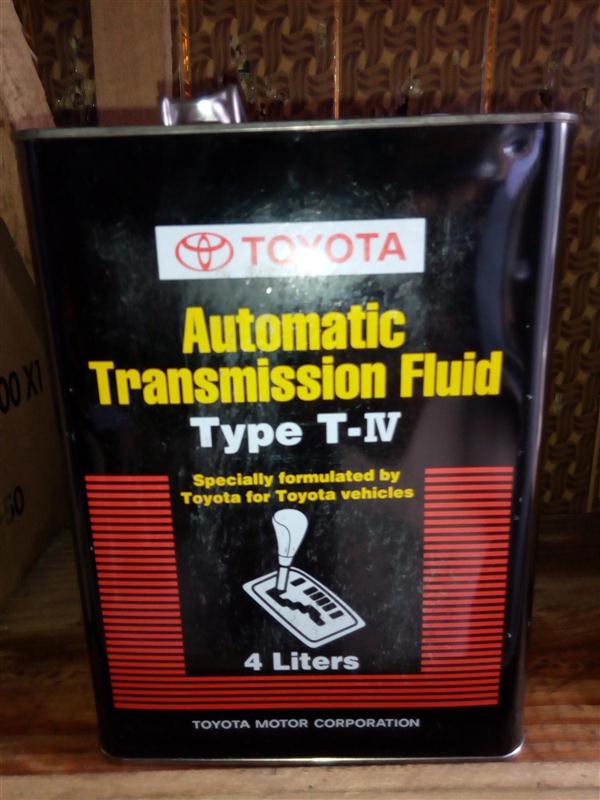 TOYOTA
Automatic
Transmission Fluid
Type T-IV
Specially formulated by
Toyota for Toyota vehicles
4 Liters
TOYOTA MOTOR CORPORATION